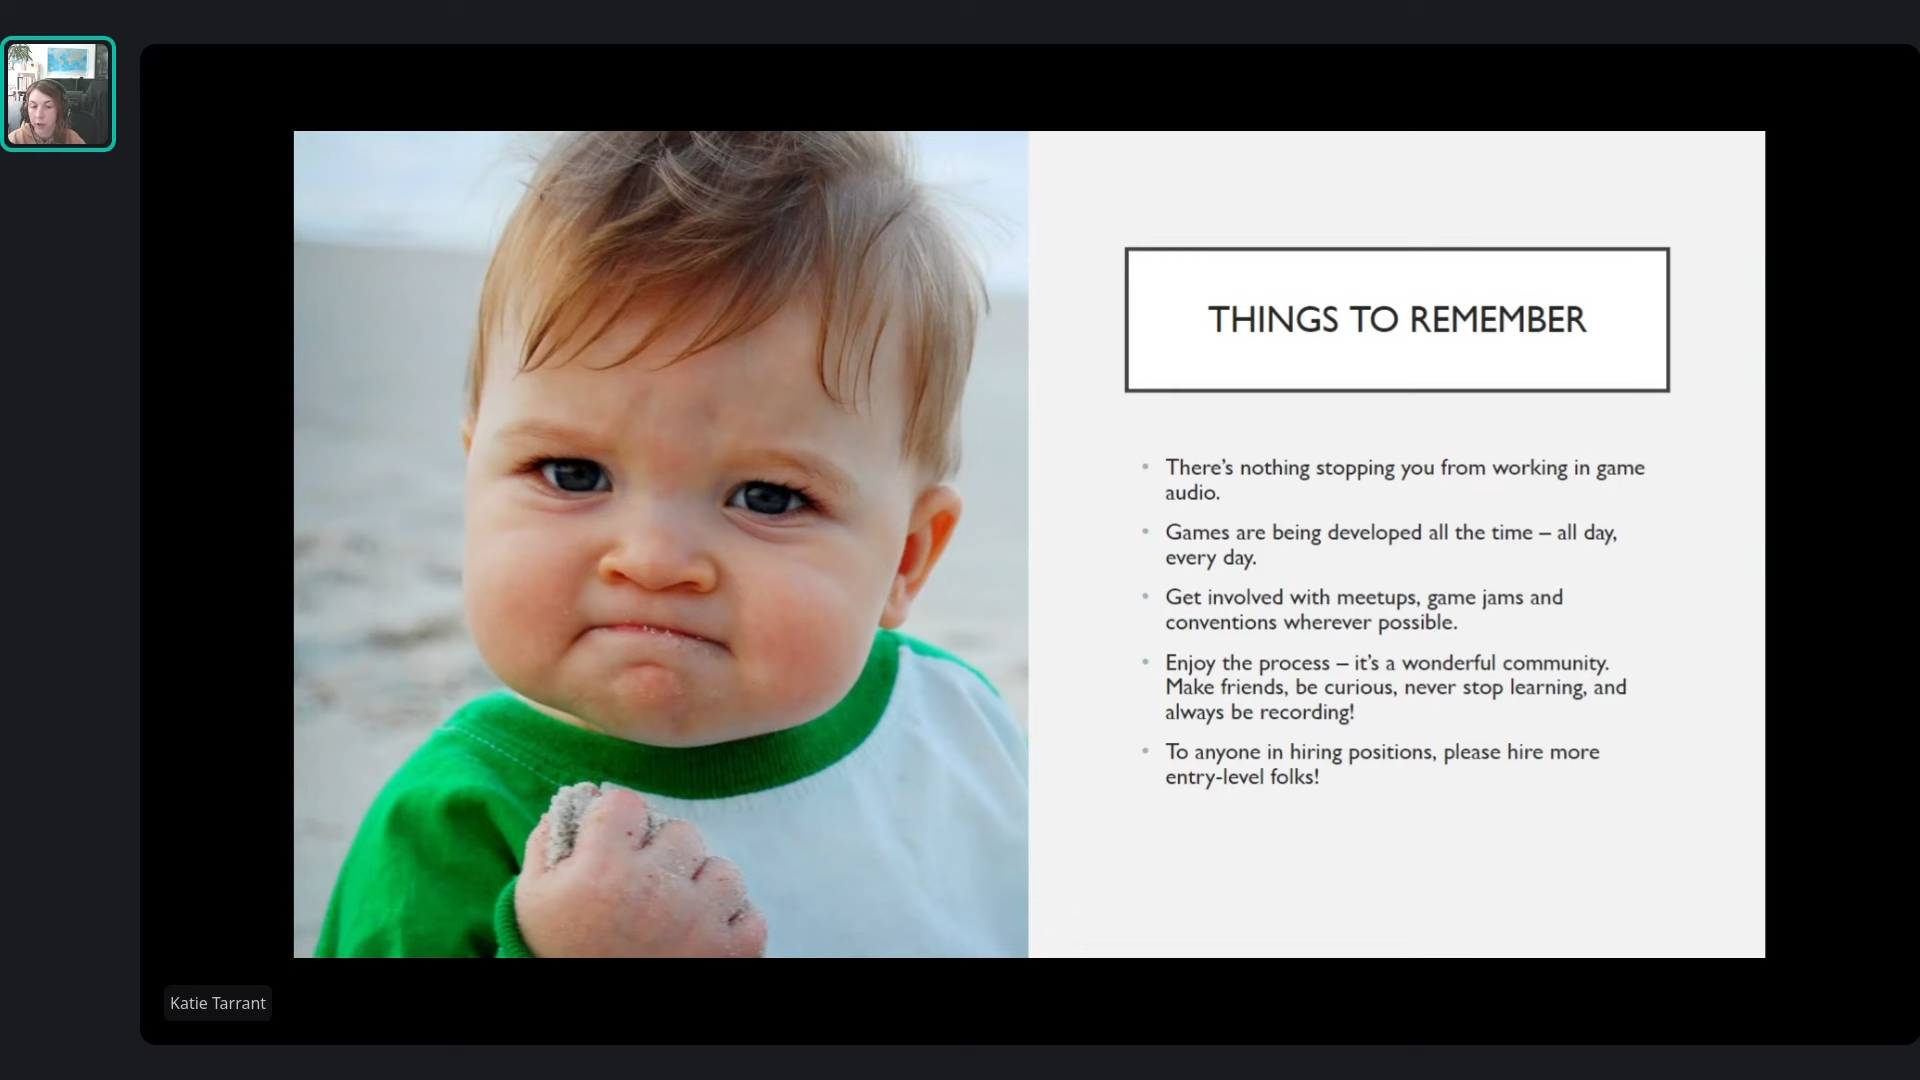 THINGS TO REMEMBER
• There's nothing stopping you from working in game
audio.
• Games are being developed all the time – all day,
every day.
• Get involved with meetups, game jams and
conventions wherever possible.
• Enjoy the process – it's a wonderful community.
Make friends, be curious, never stop learning, and
always be recording!
• To anyone in hiring positions, please hire more
entry-level folks!
Katie Tarrant